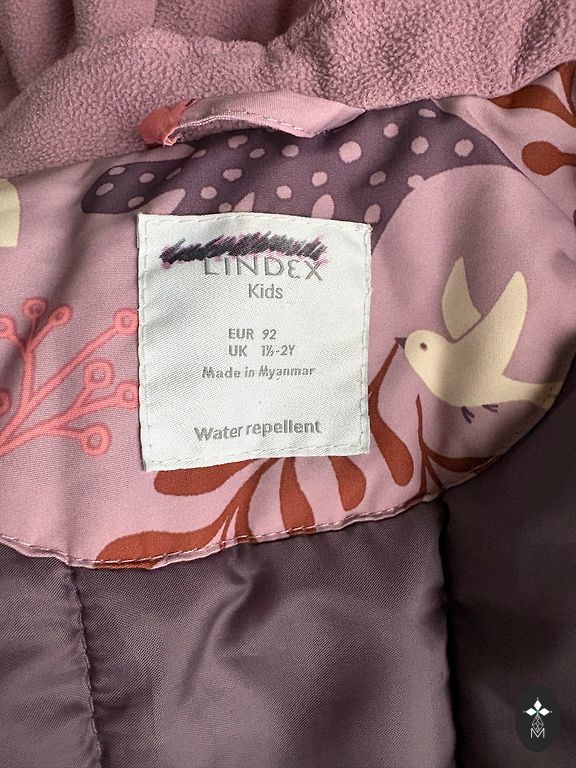 LINDEX
Kids
EUR 92
UK 1½-2Y
Made in Myanmar
Water repellent